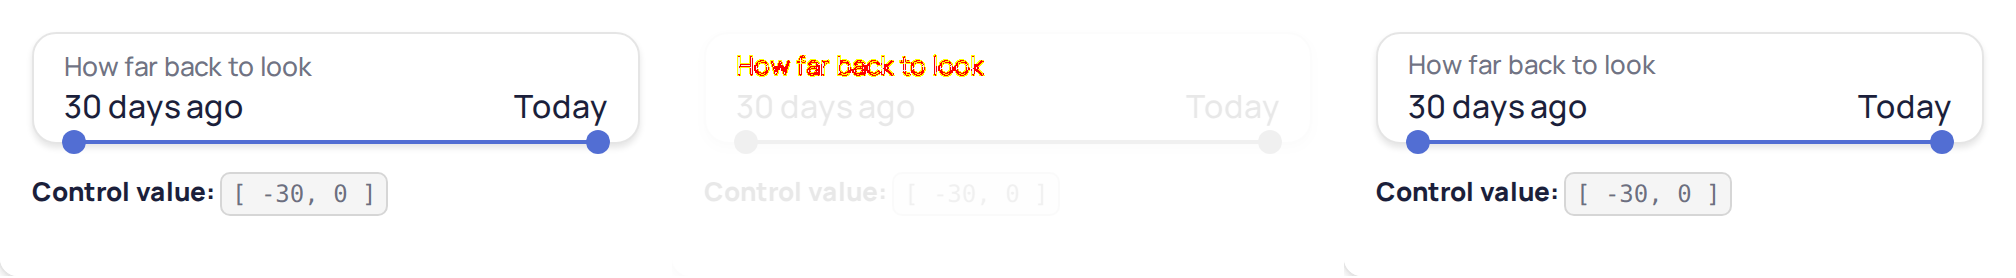 How far back to look
30 days ago Today
Control value: [ -30, 0 ]
How far back to look
30 days ago Today
Control value: [ -30, 0 ]
How far back to look
30 days ago Today
Control value: [ -30, 0 ]